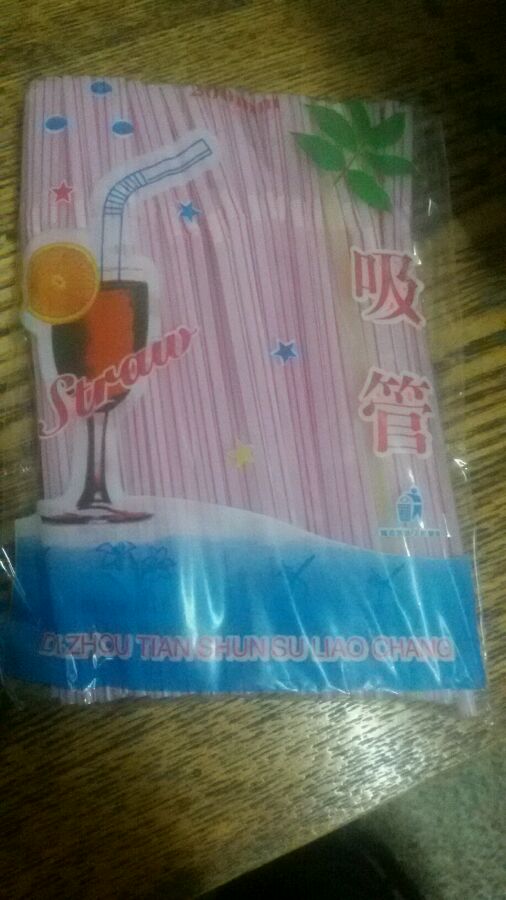 Straw
吸管
DEZHOU TIAN SHUN SU LIAO CHANG